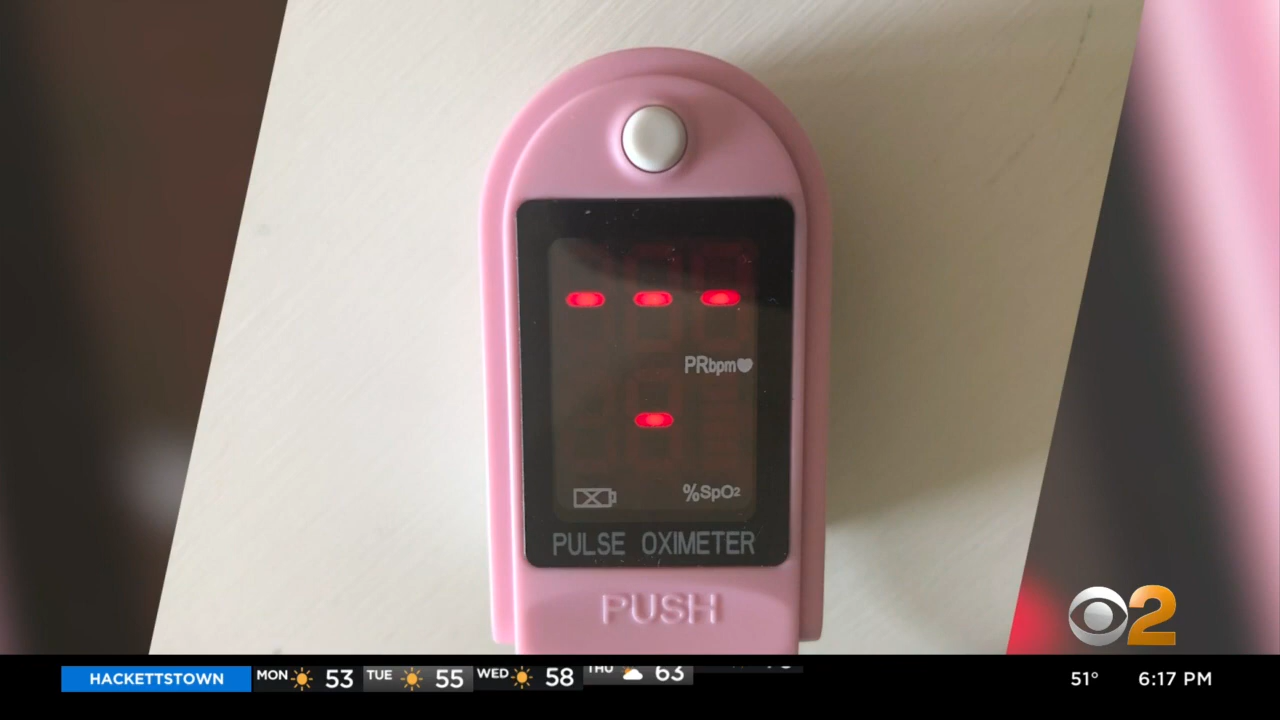 PRbpm
%SpO2
PULSE OXIMETER
PUSH
2
HACKETTSTOWN MON 53 TUE 55 WED 58 THU 63 51° 6:17 PM